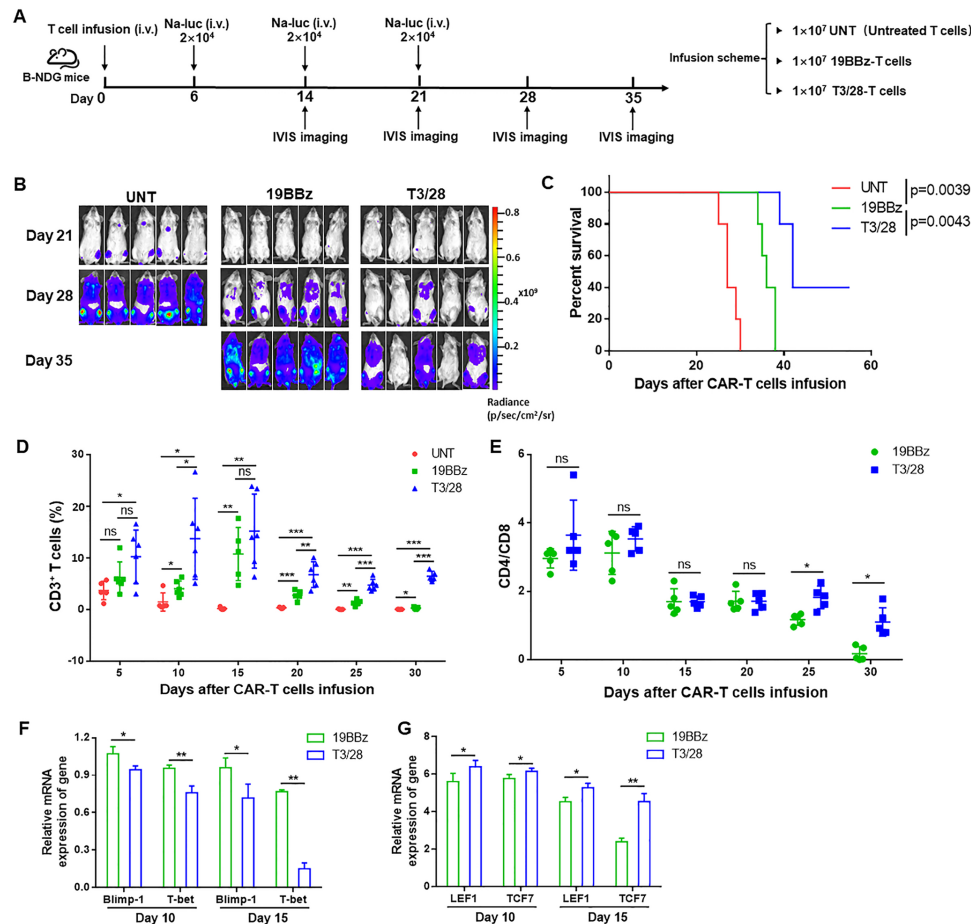 A
T cell infusion (i.v.)
Na-luc (i.v.)
2×10⁴
Na-luc (i.v.)
2×10⁴
Na-luc (i.v.)
2×10⁴
B-NDG mice
Day 0 6 14 21 28 35
IVIS imaging IVIS imaging IVIS imaging IVIS imaging
Infusion scheme
1×10⁷ UNT (Untreated T cells)
1×10⁷ 19BBz-T cells
1×10⁷ T3/28-T cells
B
UNT 19BBz T3/28
Day 21
Day 28
Day 35
0.8
0.6
×10⁹
0.4
0.2
Radiance
(p/sec/cm²/sr)
C
Percent survival
100
80
60
40
20
0
0 20 40 60
Days after CAR-T cells infusion
UNT
19BBz
T3/28
p=0.0039
p=0.0043
D
CD3⁺ T cells (%)
30
20
10
0
-10
5 10 15 20 25 30
Days after CAR-T cells infusion
UNT
19BBz
T3/28
*
ns ns
*
*
*
**
ns
**
***
**
***
***
***
**
***
***
*
E
CD4/CD8
6
4
2
0
5 10 15 20 25 30
Days after CAR-T cells infusion
19BBz
T3/28
ns
ns
ns
ns
*
*
F
Relative mRNA
expression of gene
1.2
0.9
0.6
0.3
0.0
* ** * **
Blimp-1 T-bet Blimp-1 T-bet
Day 10 Day 15
19BBz
T3/28
G
Relative mRNA
expression of gene
8
6
4
2
0
* * * **
LEF1 TCF7 LEF1 TCF7
Day 10 Day 15
19BBz
T3/28